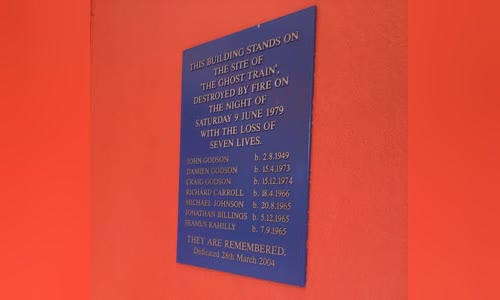 THIS BUILDING STANDS ON
THE SITE OF
'THE GHOST TRAIN',
DESTROYED BY FIRE ON
THE NIGHT OF
SATURDAY 9 JUNE 1979
WITH THE LOSS OF
SEVEN LIVES.
JOHN GODSON b. 2.8.1949
DAMIEN GODSON b. 15.4.1973
CRAIG GODSON b. 15.12.1974
RICHARD CARROLL b. 18.4.1966
MICHAEL JOHNSON b. 20.8.1965
JONATHAN BILLINGS b. 5.12.1965
SEAMUS RAHILLY b. 7.9.1965
THEY ARE REMEMBERED.
Dedicated 28th March 2004